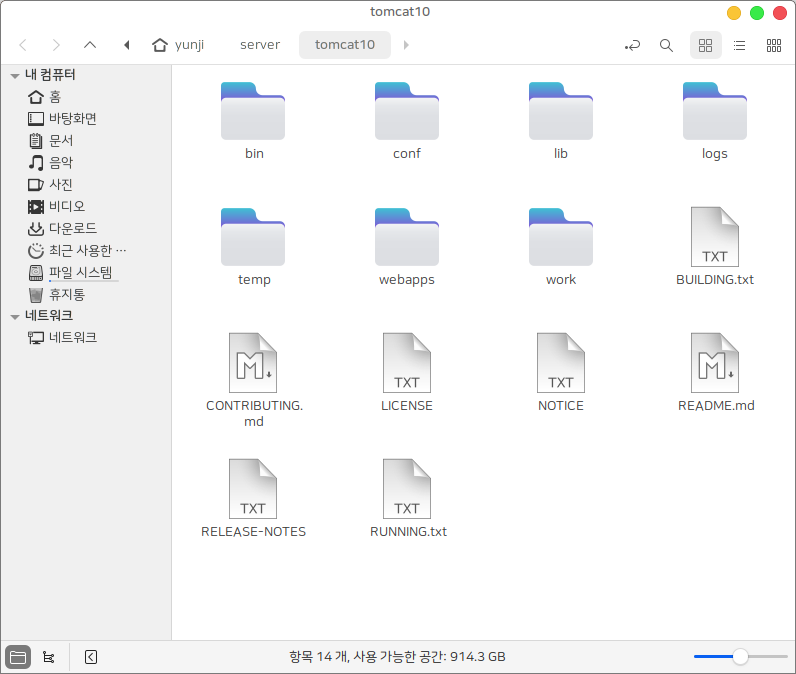 tomcat10
yunji
server
tomcat10
내 컴퓨터
홈
바탕화면
문서
음악
사진
비디오
다운로드
최근 사용한 …
파일 시스템
휴지통
네트워크
네트워크
bin
conf
lib
logs
temp
webapps
work
TXT
BUILDING.txt
M
CONTRIBUTING.
md
TXT
LICENSE
TXT
NOTICE
M
README.md
TXT
RELEASE-NOTES
TXT
RUNNING.txt
항목 14 개, 사용 가능한 공간: 914.3 GB